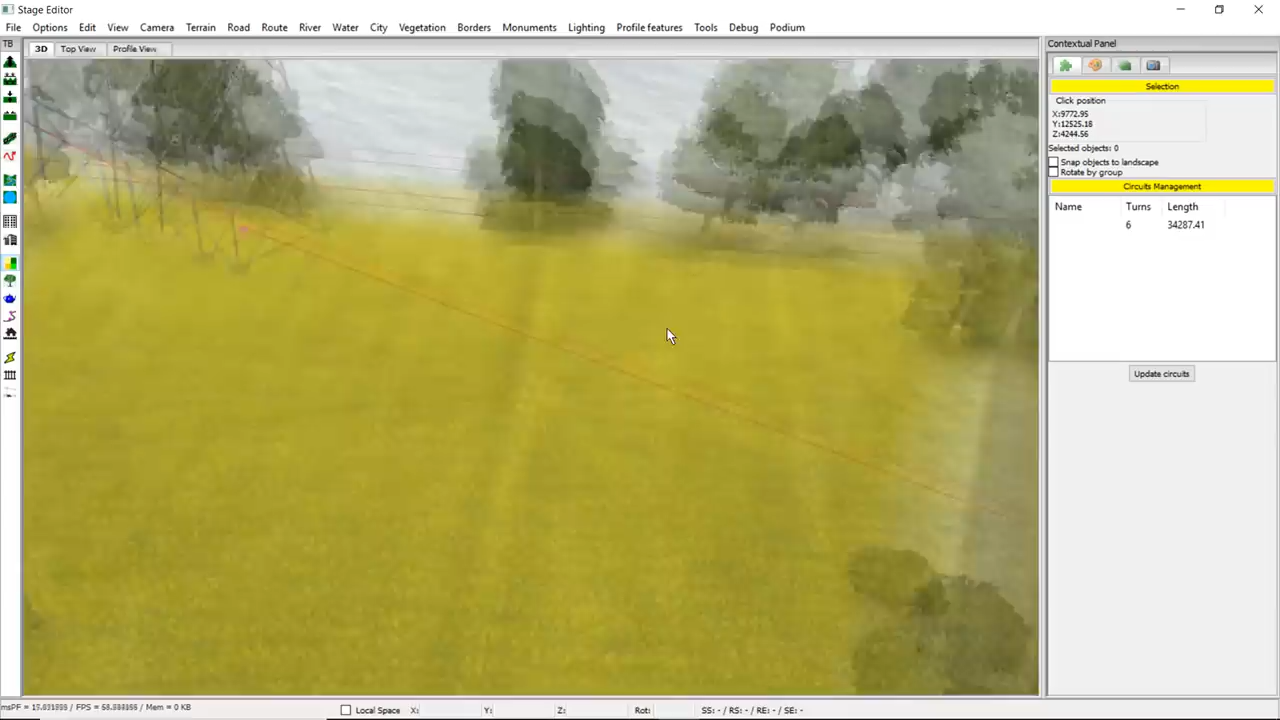 Stage Editor
File Options Edit View Camera Terrain Road Route River Water City Vegetation Borders Monuments Lighting Profile features Tools Debug Podium
TB
3D Top View Profile View
Contextual Panel
Selection
Click position
X:9772.95
Y:12525.18
Z:4244.56
Selected objects: 0
Snap objects to landscape
Rotate by group
Circuits Management
Name Turns Length
6 34287.41
Update circuits
Local Space X: Y: Z: Rot: SS: - / RS: - / RE: - / SE: -